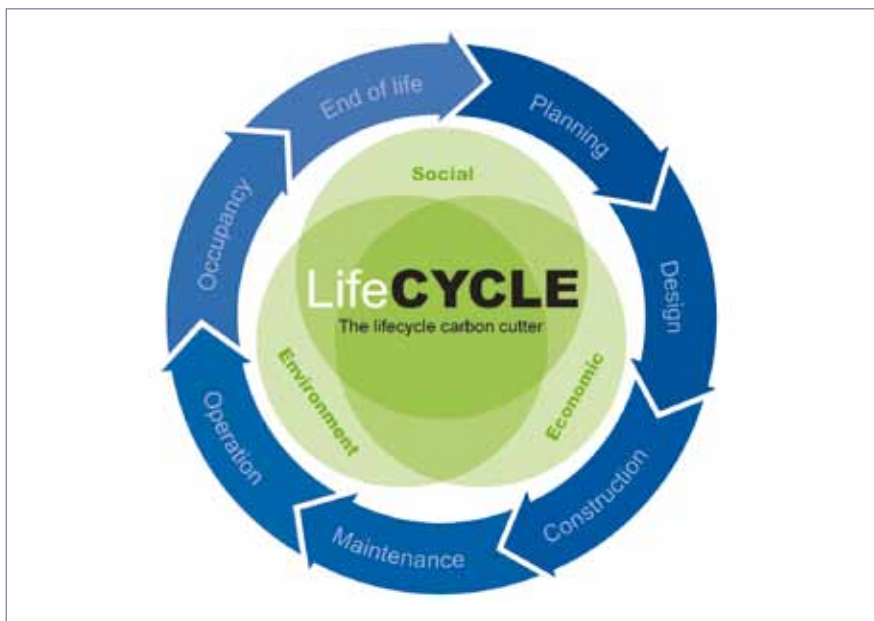 End of life
Planning
Design
Construction
Maintenance
Operation
Occupancy
Social
LifeCYCLE
The lifecycle carbon cutter
Environment
Economic